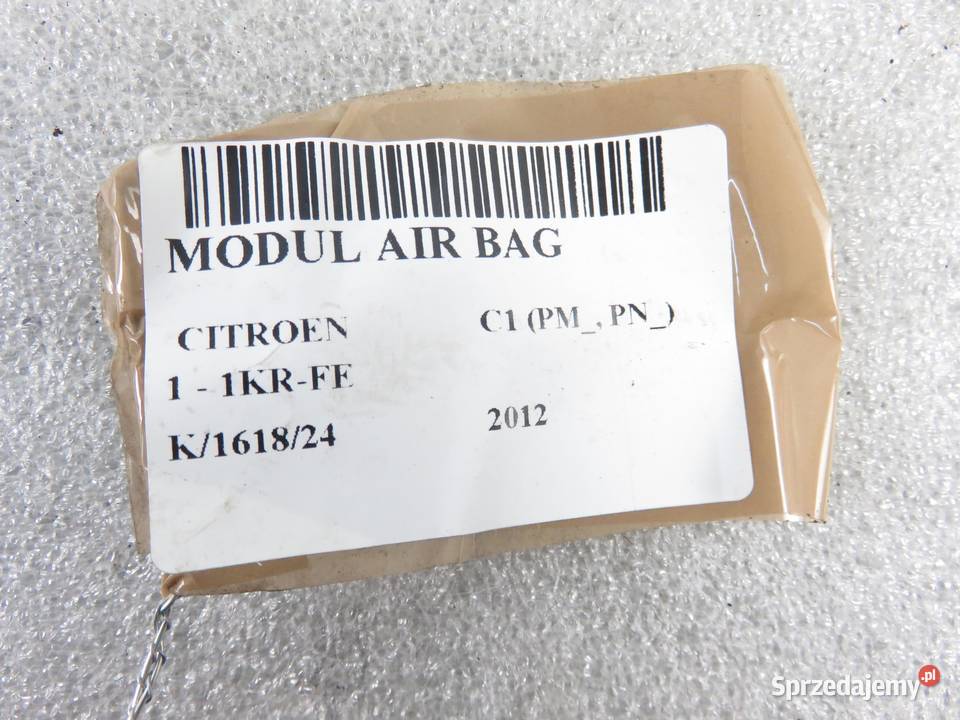 MODUL AIR BAG
CITROEN C1 (PM_, PN_)
1 - 1KR-FE
K/1618/24 2012
Sprzedajemy.pl